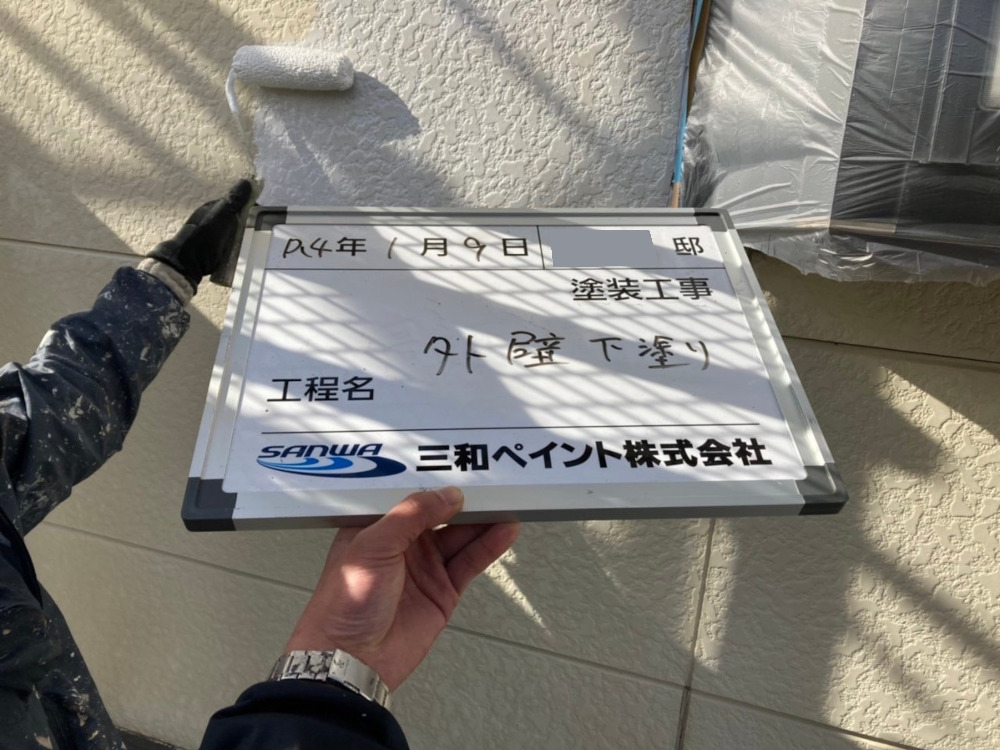 R4年 1月9日 邸
塗装工事
外壁下塗り
工程名
SANWA 三和ペイント株式会社